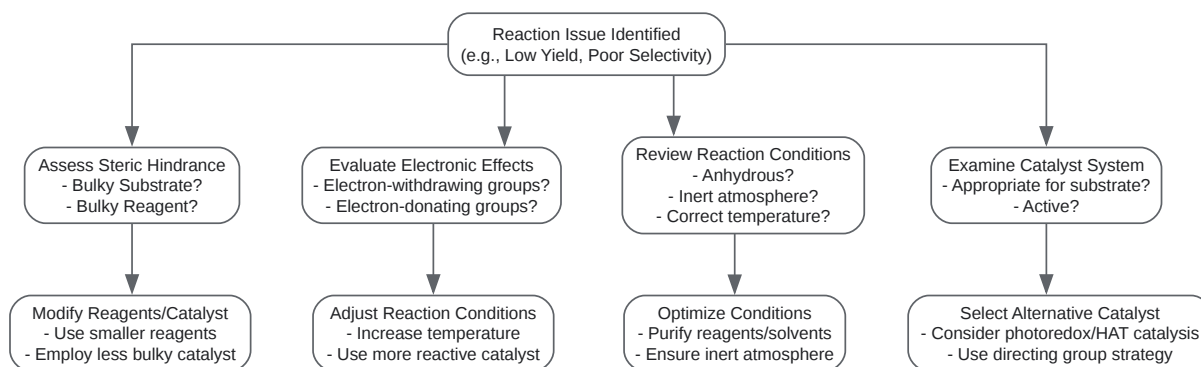 Reaction Issue Identified
(e.g., Low Yield, Poor Selectivity)
Assess Steric Hindrance
- Bulky Substrate?
- Bulky Reagent?
Evaluate Electronic Effects
- Electron-withdrawing groups?
- Electron-donating groups?
Review Reaction Conditions
- Anhydrous?
- Inert atmosphere?
- Correct temperature?
Examine Catalyst System
- Appropriate for substrate?
- Active?
Modify Reagents/Catalyst
- Use smaller reagents
- Employ less bulky catalyst
Adjust Reaction Conditions
- Increase temperature
- Use more reactive catalyst
Optimize Conditions
- Purify reagents/solvents
- Ensure inert atmosphere
Select Alternative Catalyst
- Consider photoredox/HAT catalysis
- Use directing group strategy